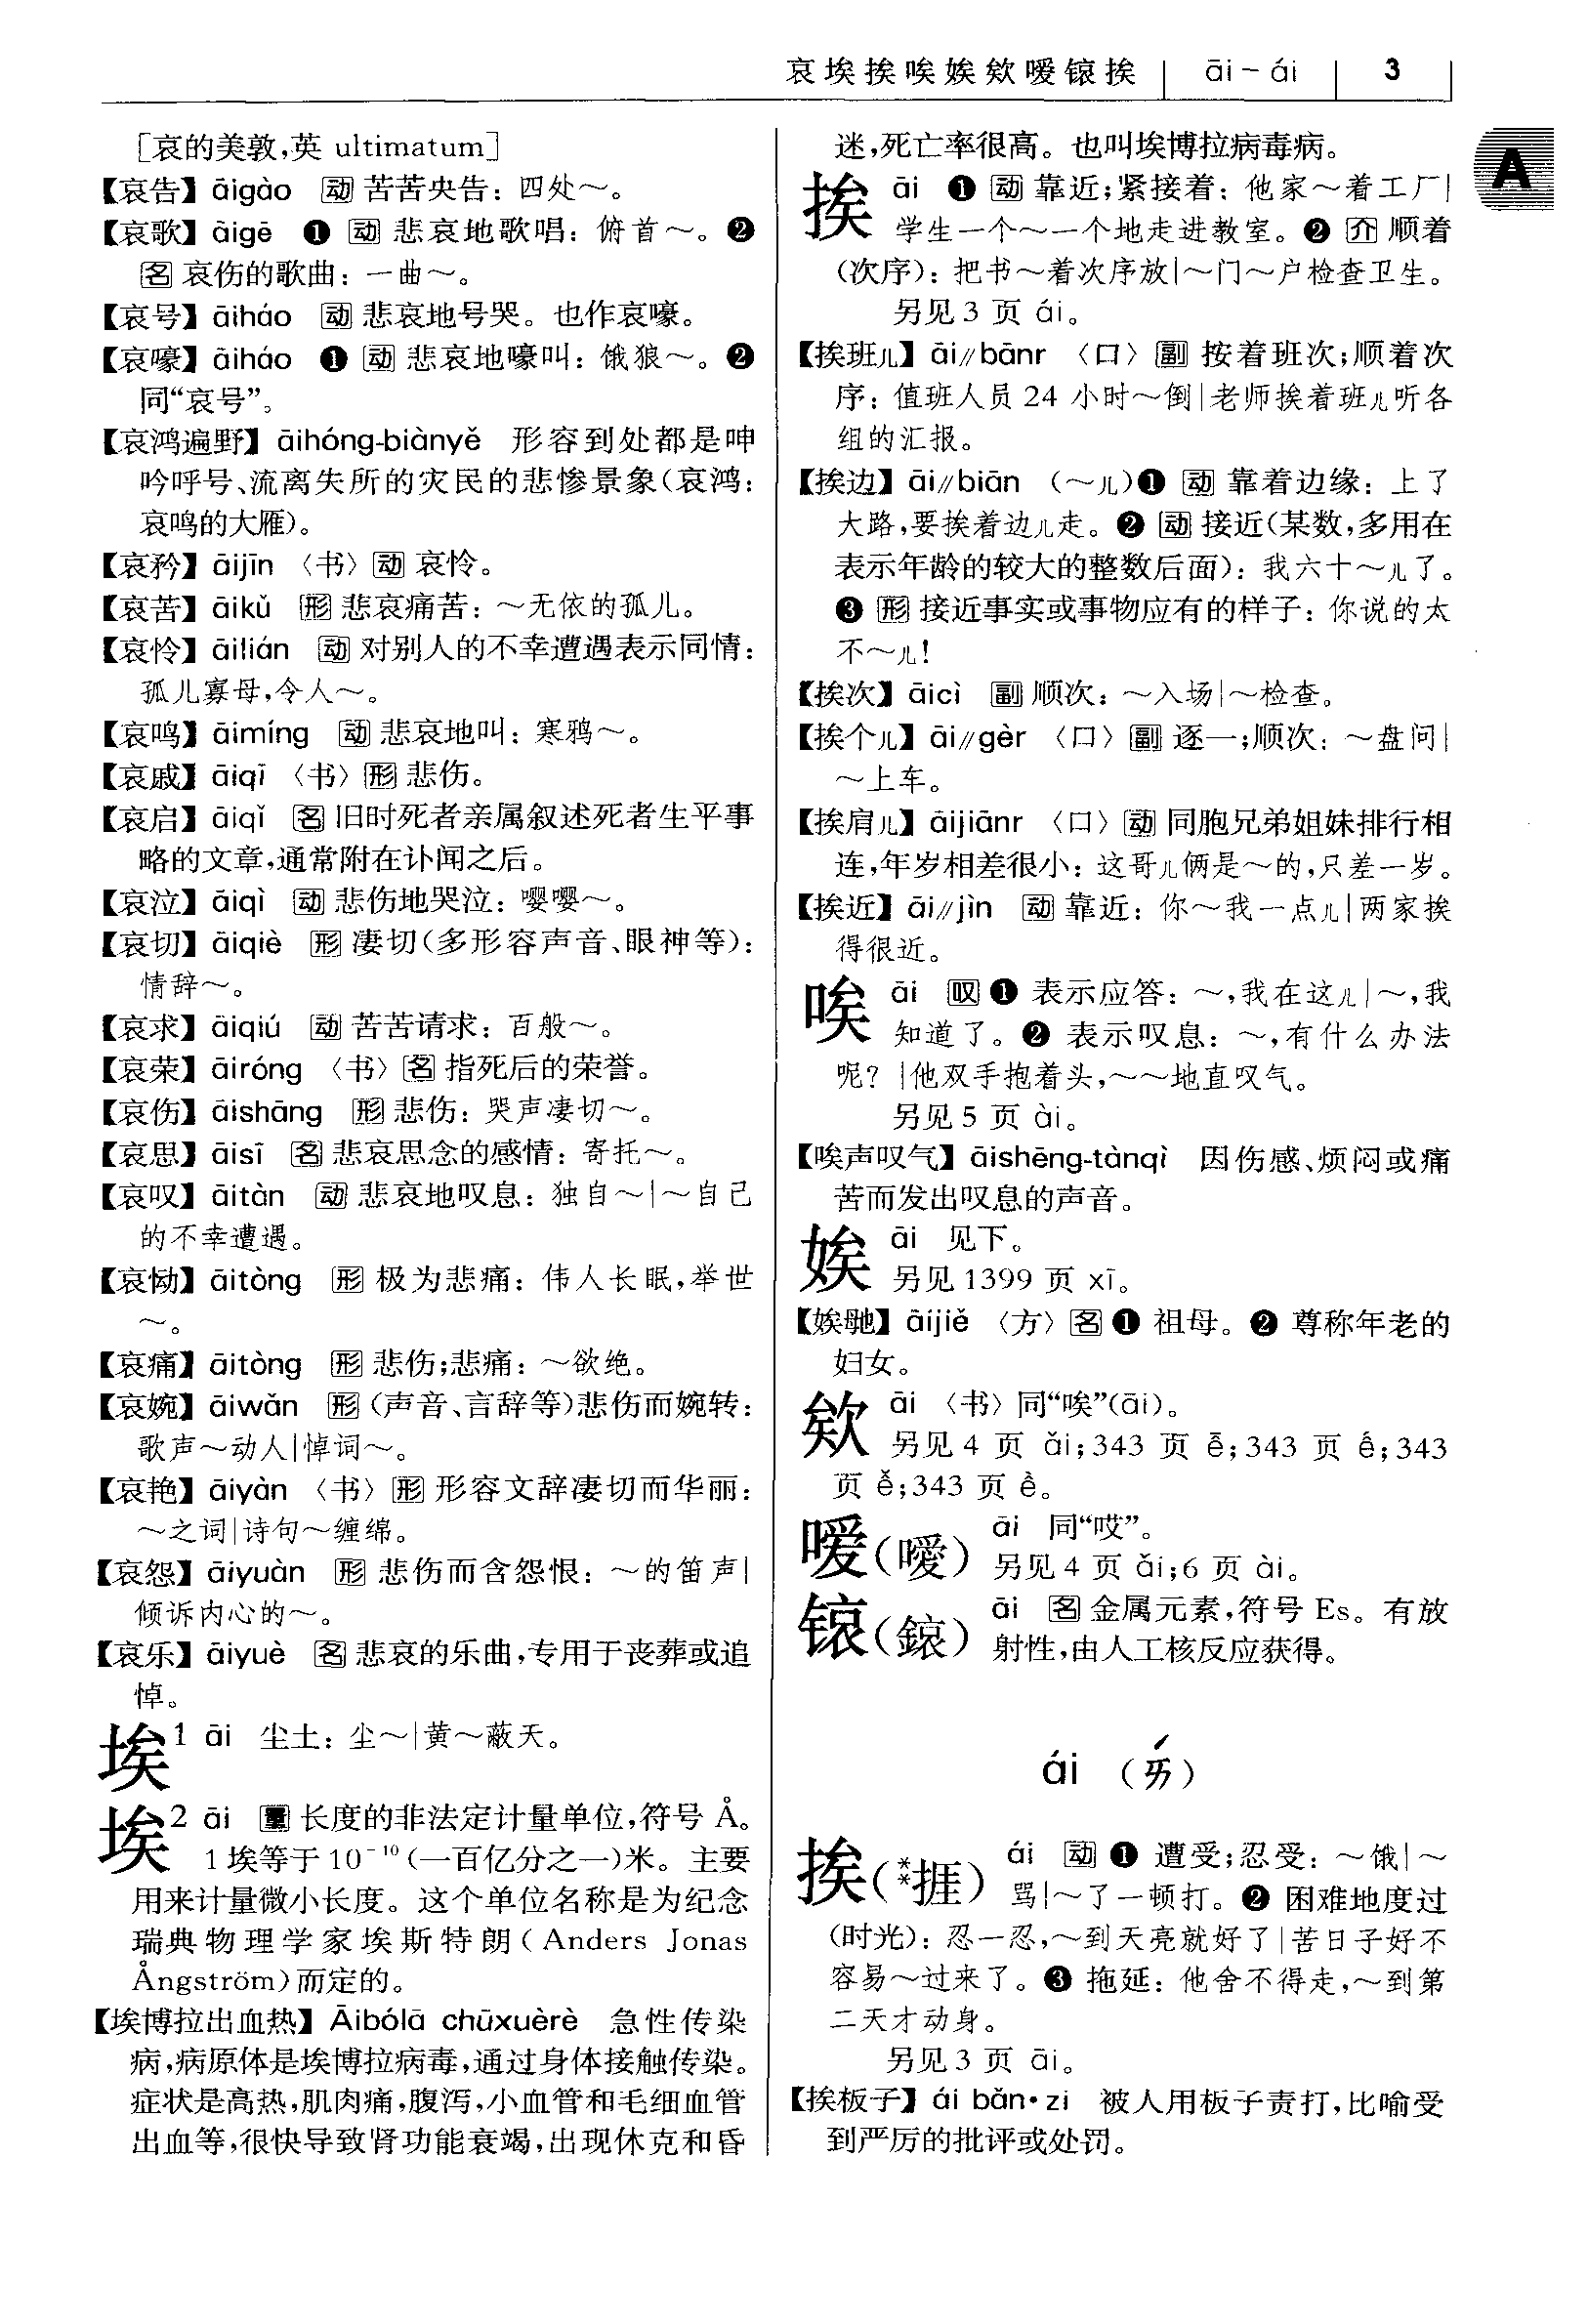 哀埃挨唉娭欸嗳锿挨 āi－ái 3
A
［哀的美敦,英 ultimatum］
【哀告】āigào 动 苦苦央告：四处～。
【哀歌】āigē ❶ 动 悲哀地歌唱：俯首～。❷
名 哀伤的歌曲：一曲～。
【哀号】āiháo 动 悲哀地号哭。也作哀嚎。
【哀嚎】āiháo ❶ 动 悲哀地嚎叫：饿狼～。❷
同“哀号”。
【哀鸿遍野】āihóng-biànyě 形容到处都是呻
吟呼号、流离失所的灾民的悲惨景象（哀鸿：
哀鸣的大雁）。
【哀矜】āijīn 〈书〉动 哀怜。
【哀苦】āikǔ 形 悲哀痛苦：～无依的孤儿。
【哀怜】āilián 动 对别人的不幸遭遇表示同情：
孤儿寡母,令人～。
【哀鸣】āimíng 动 悲哀地叫：寒鸦～。
【哀戚】āiqī 〈书〉形 悲伤。
【哀启】āiqǐ 名 旧时死者亲属叙述死者生平事
略的文章,通常附在讣闻之后。
【哀泣】āiqì 动 悲伤地哭泣：嘤嘤～。
【哀切】āiqiè 形 凄切（多形容声音、眼神等）：
情辞～。
【哀求】āiqiú 动 苦苦请求：百般～。
【哀荣】āiróng 〈书〉名 指死后的荣誉。
【哀伤】āishāng 形 悲伤：哭声凄切～。
【哀思】āisī 名 悲哀思念的感情：寄托～。
【哀叹】āitàn 动 悲哀地叹息：独自～|～自己
的不幸遭遇。
【哀恸】āitòng 形 极为悲痛：伟人长眠,举世
～。
【哀痛】āitòng 形 悲伤;悲痛：～欲绝。
【哀婉】āiwǎn 形（声音、言辞等）悲伤而婉转：
歌声～动人|悼词～。
【哀艳】āiyàn 〈书〉形 形容文辞凄切而华丽：
～之词|诗句～缠绵。
【哀怨】āiyuàn 形 悲伤而含怨恨：～的笛声|
倾诉内心的～。
【哀乐】āiyuè 名 悲哀的乐曲,专用于丧葬或追
悼。
埃1 āi 尘土：尘～|黄～蔽天。
埃2 āi 量 长度的非法定计量单位,符号 Å。
1 埃等于 10⁻¹⁰（一百亿分之一）米。主要
用来计量微小长度。这个单位名称是为纪念
瑞典物理学家埃斯特朗（Anders Jonas
Ångström）而定的。
【埃博拉出血热】Āibólā chūxuèrè 急性传染
病,病原体是埃博拉病毒,通过身体接触传染。
症状是高热,肌肉痛,腹泻,小血管和毛细血管
出血等,很快导致肾功能衰竭,出现休克和昏
迷,死亡率很高。也叫埃博拉病毒病。
挨 āi ❶ 动 靠近;紧接着：他家～着工厂|
学生一个～一个地走进教室。❷ 介 顺着
（次序）：把书～着次序放|～门～户检查卫生。
另见 3 页 ái。
【挨班儿】āi∥bānr 〈口〉副 按着班次;顺着次
序：值班人员 24 小时～倒|老师挨着班儿听各
组的汇报。
【挨边】āi∥biān （～儿）❶ 动 靠着边缘：上了
大路,要挨着边儿走。❷ 动 接近（某数,多用在
表示年龄的较大的整数后面）：我六十～儿了。
❸ 形 接近事实或事物应有的样子：你说的太
不～儿！
【挨次】āicì 副 顺次：～入场|～检查。
【挨个儿】āi∥gèr 〈口〉副 逐一;顺次：～盘问|
～上车。
【挨肩儿】āijiānr 〈口〉动 同胞兄弟姐妹排行相
连,年岁相差很小：这哥儿俩是～的,只差一岁。
【挨近】āi∥jìn 动 靠近：你～我一点儿|两家挨
得很近。
唉 āi 叹 ❶ 表示应答：～,我在这儿|～,我
知道了。❷ 表示叹息：～,有什么办法
呢？|他双手抱着头,～～地直叹气。
另见 5 页 ài。
【唉声叹气】āishēng-tànqì 因伤感、烦闷或痛
苦而发出叹息的声音。
娭 āi 见下。
另见 1399 页 xī。
【娭毑】āijiě 〈方〉名 ❶ 祖母。❷ 尊称年老的
妇女。
欸 āi 〈书〉同“唉”（āi）。
另见 4 页 ǎi;343 页 ē̂;343 页 ế;343
页 ê̌;343 页 ề。
嗳（噯） āi 同“哎”。
另见 4 页 ǎi;6 页 ài。
锿（鎄） āi 名 金属元素,符号 Es。有放
射性,由人工核反应获得。
ái （ㄞˊ）
挨（**捱） ái 动 ❶ 遭受;忍受：～饿|～
骂|～了一顿打。❷ 困难地度过
（时光）：忍一忍,～到天亮就好了|苦日子好不
容易～过来了。❸ 拖延：他舍不得走,～到第
二天才动身。
另见 3 页 āi。
【挨板子】ái bǎn·zi 被人用板子责打,比喻受
到严厉的批评或处罚。